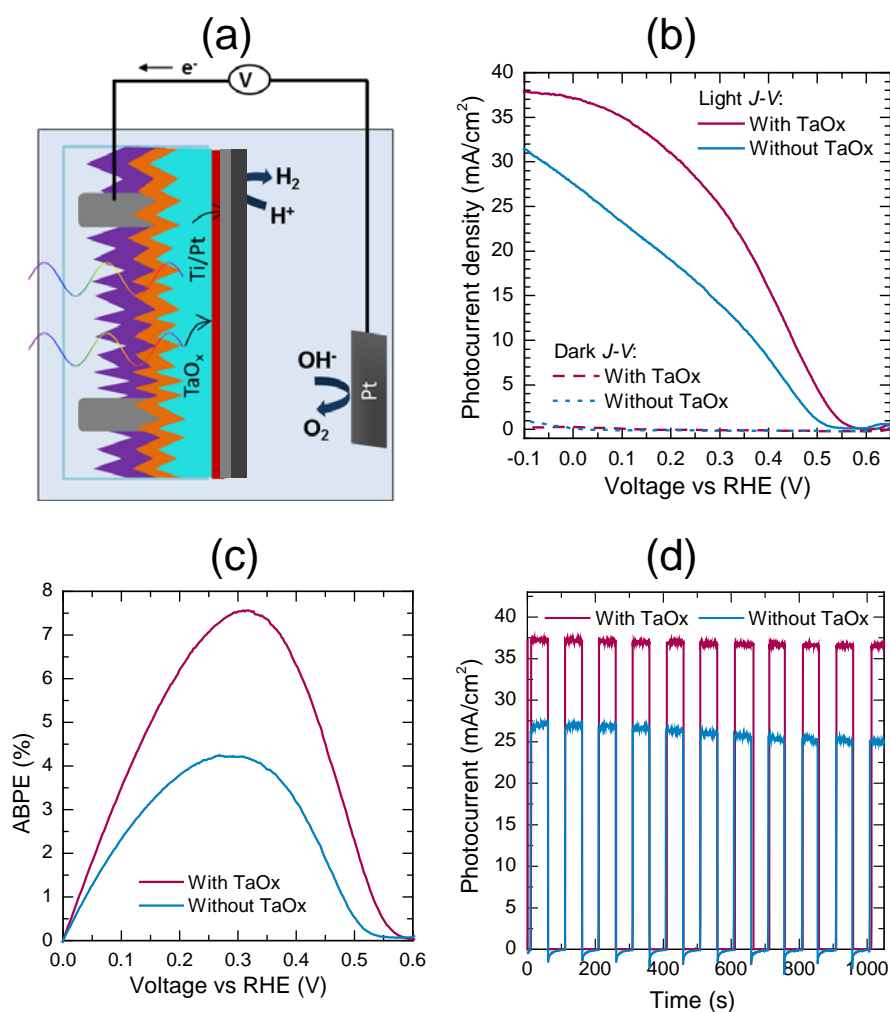 (a)
e-
V
H2
H+
Ti/Pt
TaOx
OH-
O2
Pt
(b)
Photocurrent density (mA/cm2)
40
35
30
25
20
15
10
5
0
Light J-V:
With TaOx
Without TaOx
Dark J-V:
With TaOx
Without TaOx
-0.1 0.0 0.1 0.2 0.3 0.4 0.5 0.6
Voltage vs RHE (V)
(c)
ABPE (%)
8
7
6
5
4
3
2
1
0
With TaOx
Without TaOx
0.0 0.1 0.2 0.3 0.4 0.5 0.6
Voltage vs RHE (V)
(d)
Photocurrent (mA/cm2)
With TaOx Without TaOx
40
35
30
25
20
15
10
5
0
0 200 400 600 800 1000
Time (s)